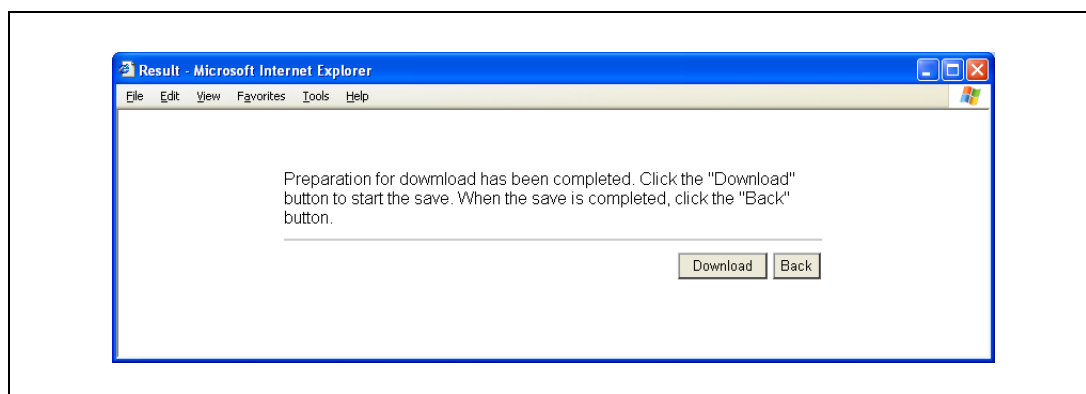 Result - Microsoft Internet Explorer
File Edit View Favorites Tools Help
Preparation for dowmload has been completed. Click the "Download"
button to start the save. When the save is completed, click the "Back"
button.
Download Back